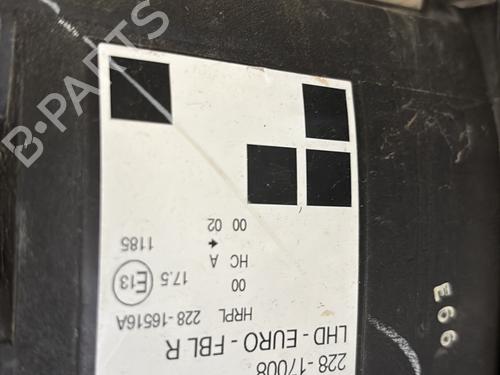 B-PARTS
228-17008
LHD - EURO - FBL R
HRPL 228-16516A
00 E13 17.5
HC A → 1185
00 02
E66